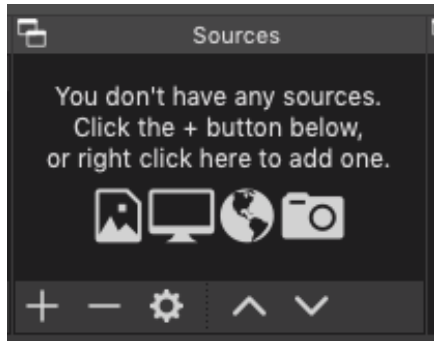 Sources
You don't have any sources.
Click the + button below,
or right click here to add one.